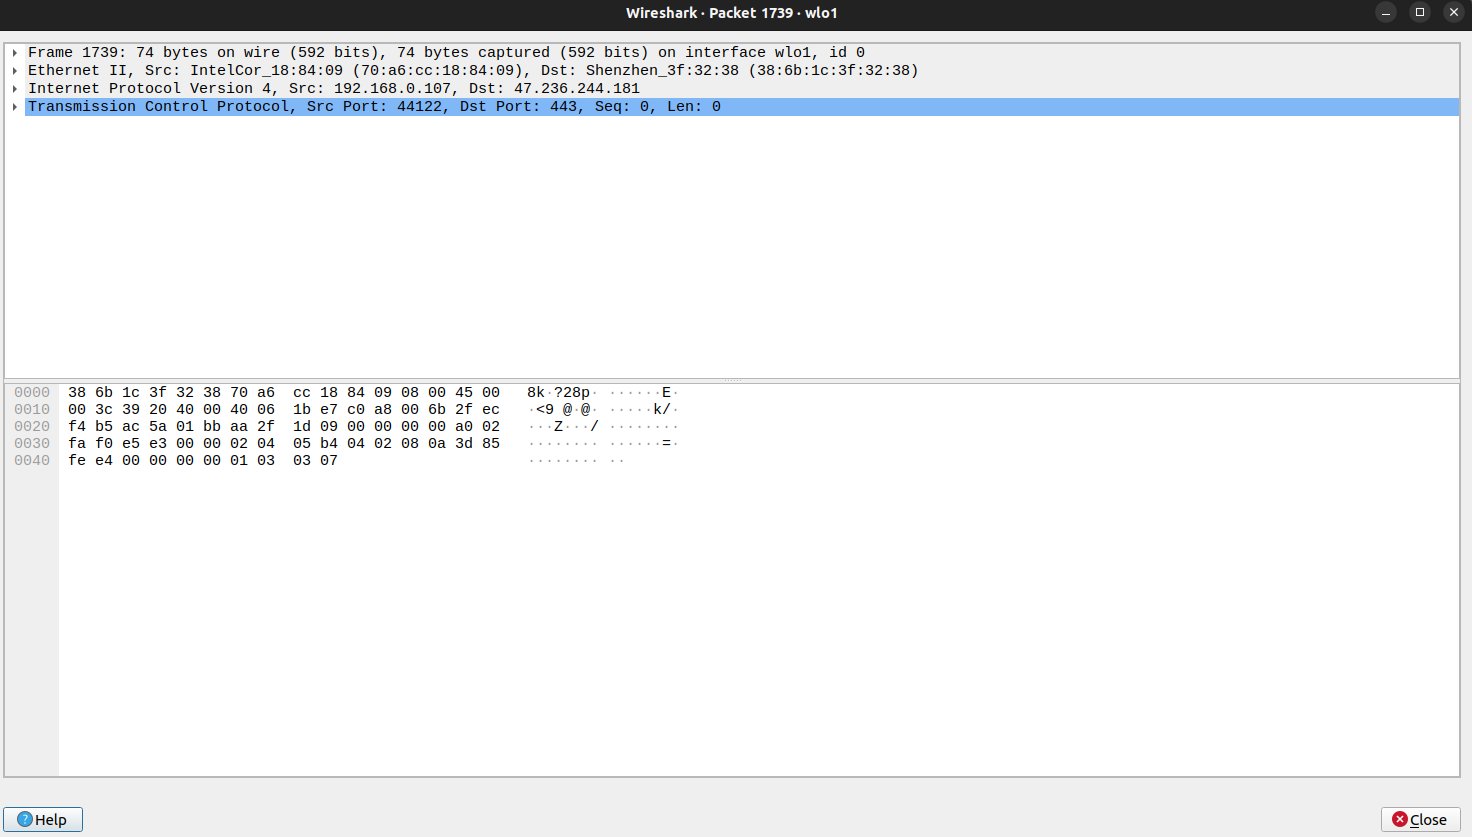 Wireshark · Packet 1739 · wlo1
Frame 1739: 74 bytes on wire (592 bits), 74 bytes captured (592 bits) on interface wlo1, id 0
Ethernet II, Src: IntelCor_18:84:09 (70:a6:cc:18:84:09), Dst: Shenzhen_3f:32:38 (38:6b:1c:3f:32:38)
Internet Protocol Version 4, Src: 192.168.0.107, Dst: 47.236.244.181
Transmission Control Protocol, Src Port: 44122, Dst Port: 443, Seq: 0, Len: 0
0000 38 6b 1c 3f 32 38 70 a6 cc 18 84 09 08 00 45 00 8k·?28p· ······E·
0010 00 3c 39 20 40 00 40 06 1b e7 c0 a8 00 6b 2f ec ·<9 @·@· ·····k/·
0020 f4 b5 ac 5a 01 bb aa 2f 1d 09 00 00 00 00 a0 02 ···Z···/ ········
0030 fa f0 e5 e3 00 00 02 04 05 b4 04 02 08 0a 3d 85 ········ ······=·
0040 fe e4 00 00 00 00 01 03 03 07 ········ ··
Help
Close